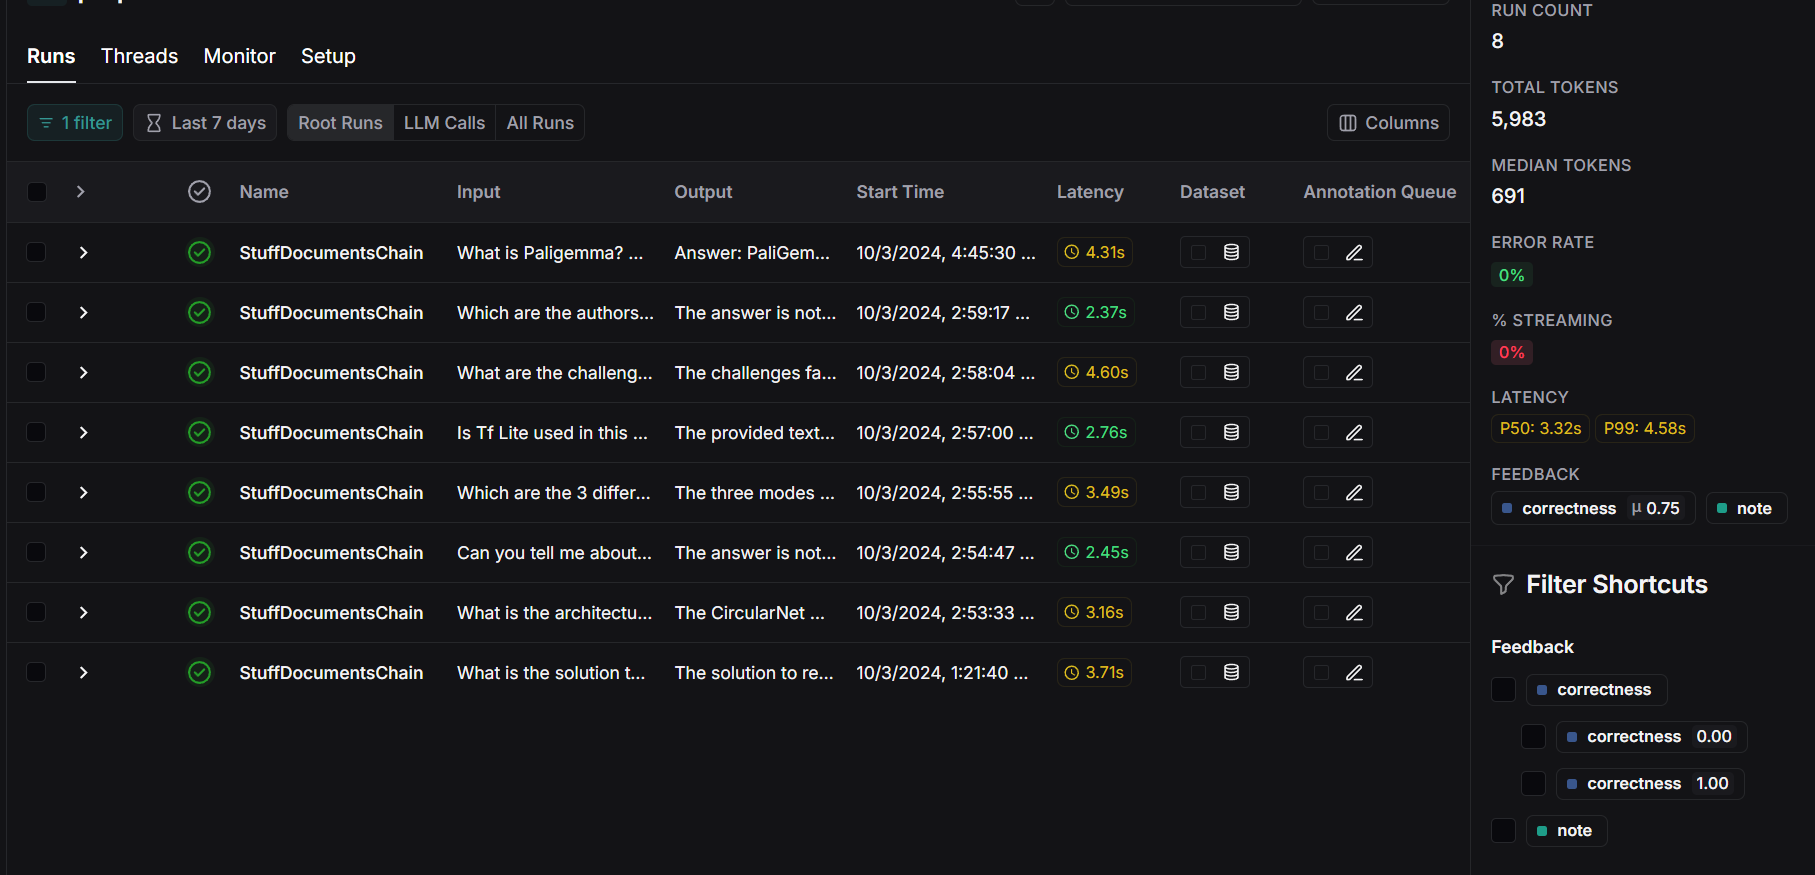 Runs Threads Monitor Setup
1 filter Last 7 days Root Runs LLM Calls All Runs Columns
Name Input Output Start Time Latency Dataset Annotation Queue
StuffDocumentsChain What is Paligemma? ... Answer: PaliGem... 10/3/2024, 4:45:30 ... 4.31s
StuffDocumentsChain Which are the authors... The answer is not... 10/3/2024, 2:59:17 ... 2.37s
StuffDocumentsChain What are the challeng... The challenges fa... 10/3/2024, 2:58:04 ... 4.60s
StuffDocumentsChain Is Tf Lite used in this ... The provided text... 10/3/2024, 2:57:00 ... 2.76s
StuffDocumentsChain Which are the 3 differ... The three modes ... 10/3/2024, 2:55:55 ... 3.49s
StuffDocumentsChain Can you tell me about... The answer is not... 10/3/2024, 2:54:47 ... 2.45s
StuffDocumentsChain What is the architectu... The CircularNet ... 10/3/2024, 2:53:33 ... 3.16s
StuffDocumentsChain What is the solution t... The solution to re... 10/3/2024, 1:21:40 ... 3.71s
RUN COUNT
8
TOTAL TOKENS
5,983
MEDIAN TOKENS
691
ERROR RATE
0%
% STREAMING
0%
LATENCY
P50: 3.32s P99: 4.58s
FEEDBACK
correctness μ 0.75 note
Filter Shortcuts
Feedback
correctness
correctness 0.00
correctness 1.00
note